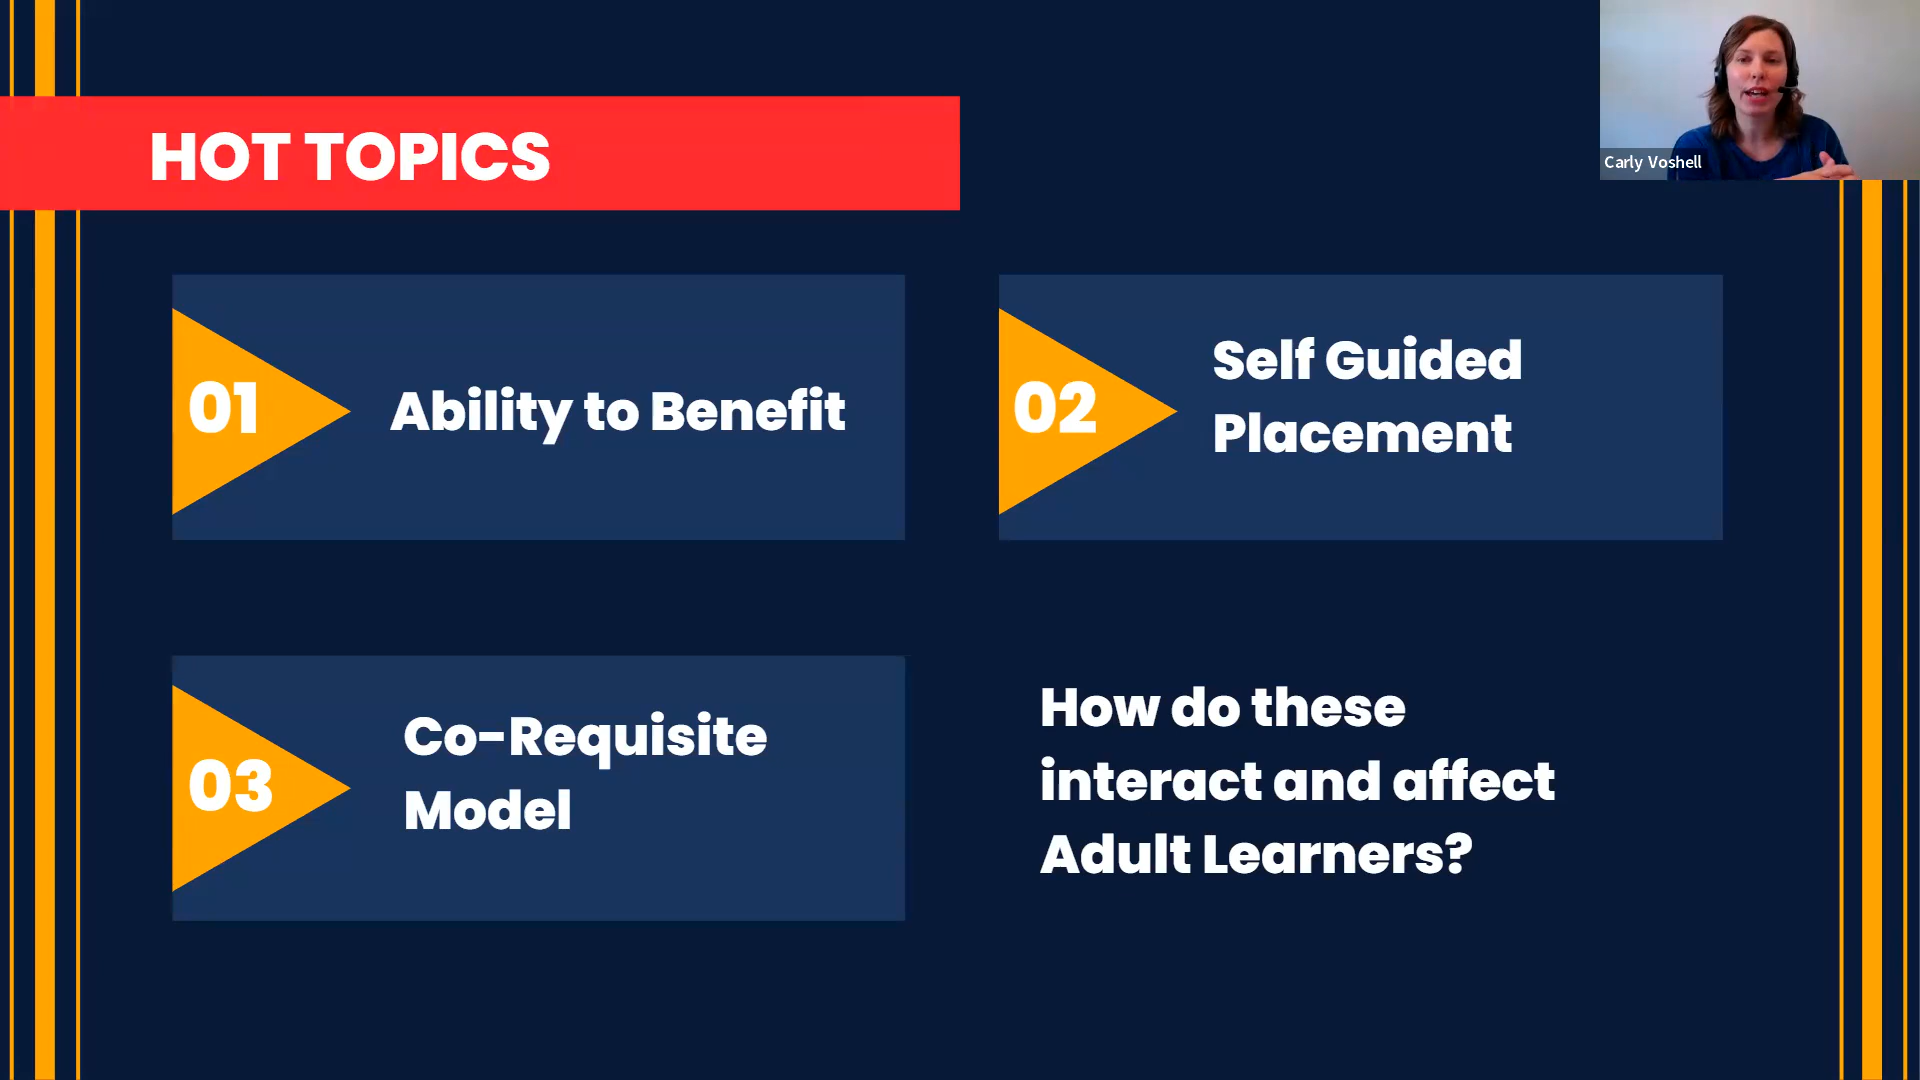 HOT TOPICS
Carly Voshell
01
Ability to Benefit
02
Self Guided
Placement
03
Co-Requisite
Model
How do these
interact and affect
Adult Learners?